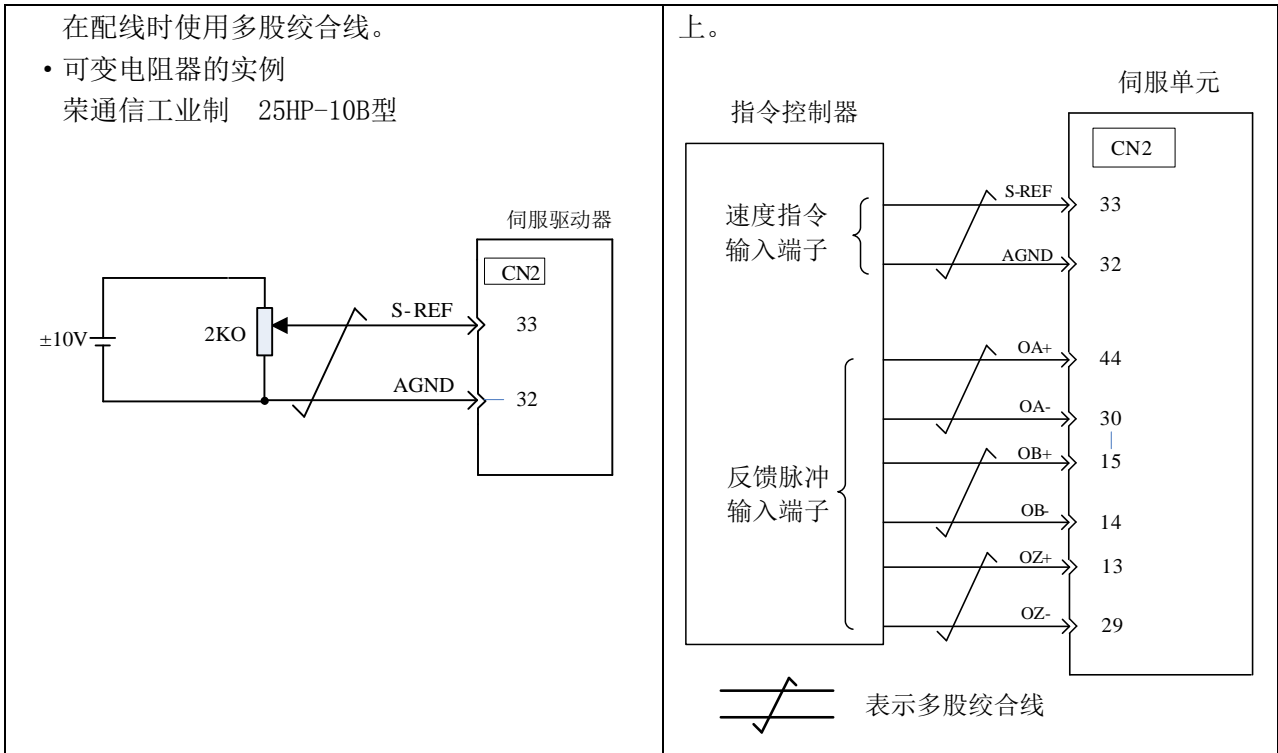 在配线时使用多股绞合线。
·可变电阻器的实例
荣通信工业制　25HP-10B型
伺服驱动器
CN2
S-REF
33
±10V
2KO
AGND
32
上。
伺服单元
指令控制器
CN2
S-REF
33
速度指令
输入端子
AGND
32
OA+
44
OA-
30
OB+
15
反馈脉冲
输入端子
OB-
14
OZ+
13
OZ-
29
表示多股绞合线